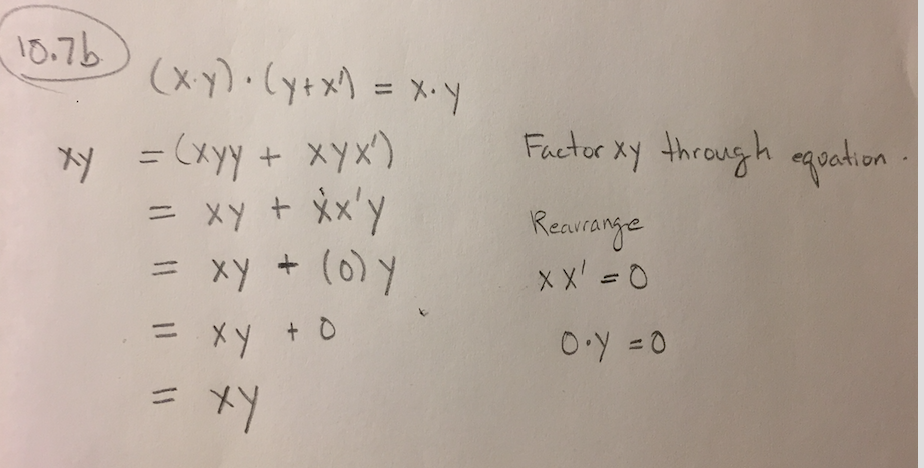 10.7b
(x·y)·(y+x') = x·y
xy = (xyy + xyx') Factor xy through equation.
= xy + xx'y Rearrange
= xy + (0)y xx' = 0
= xy + 0 0·y = 0
= xy